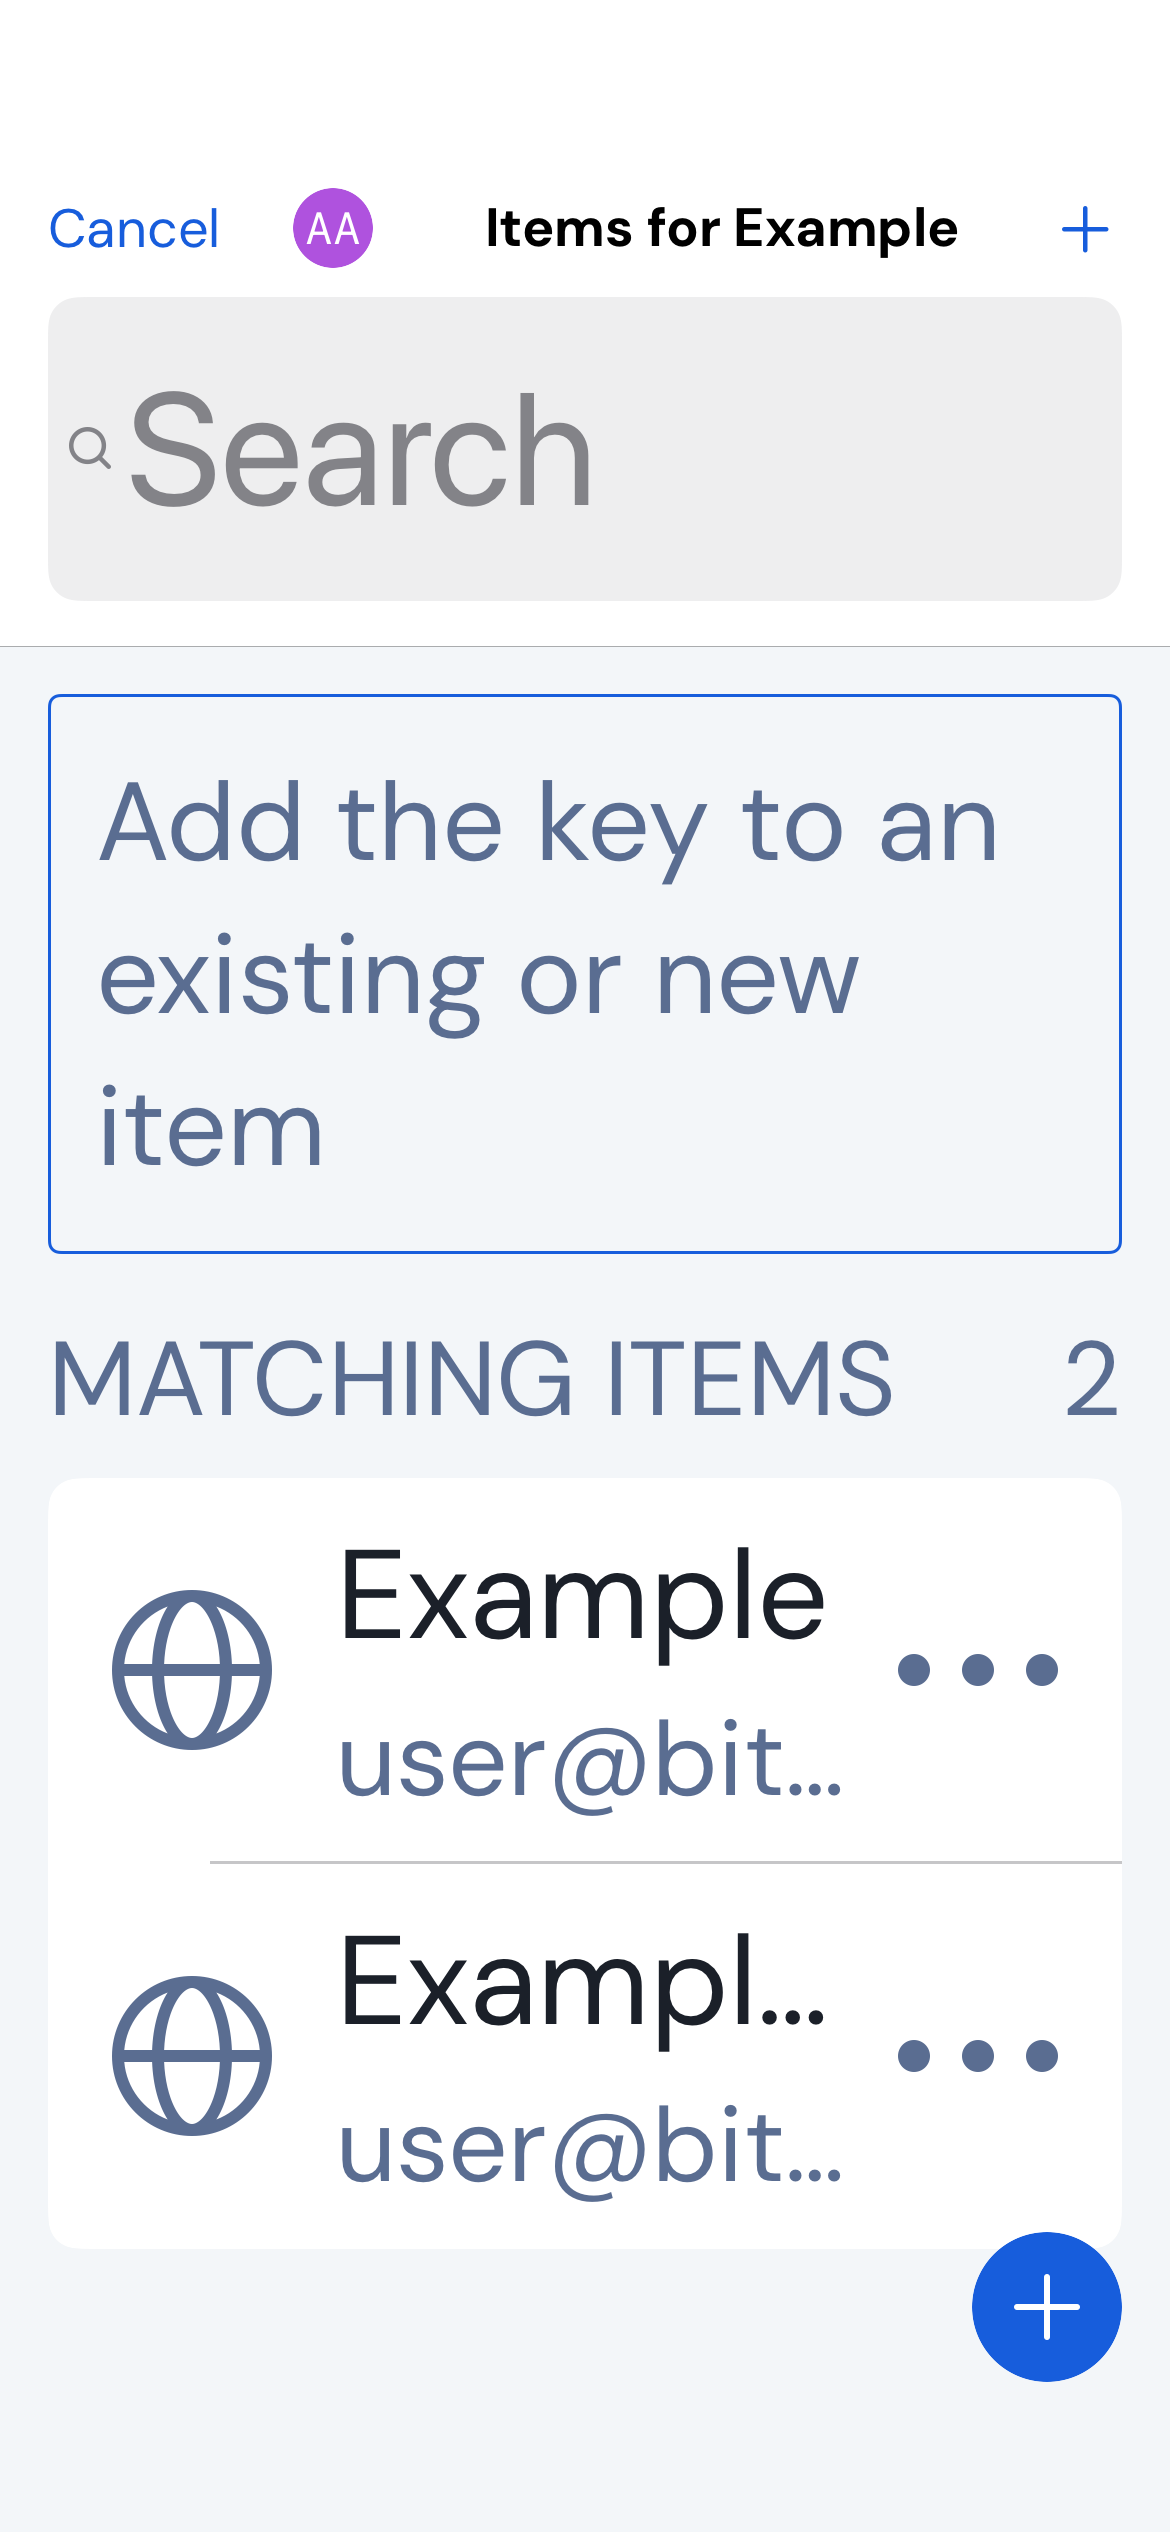 Cancel
AA
Items for Example
Search
Add the key to an
existing or new
item
MATCHING ITEMS 2
Example
user@bit...
Exampl...
user@bit...